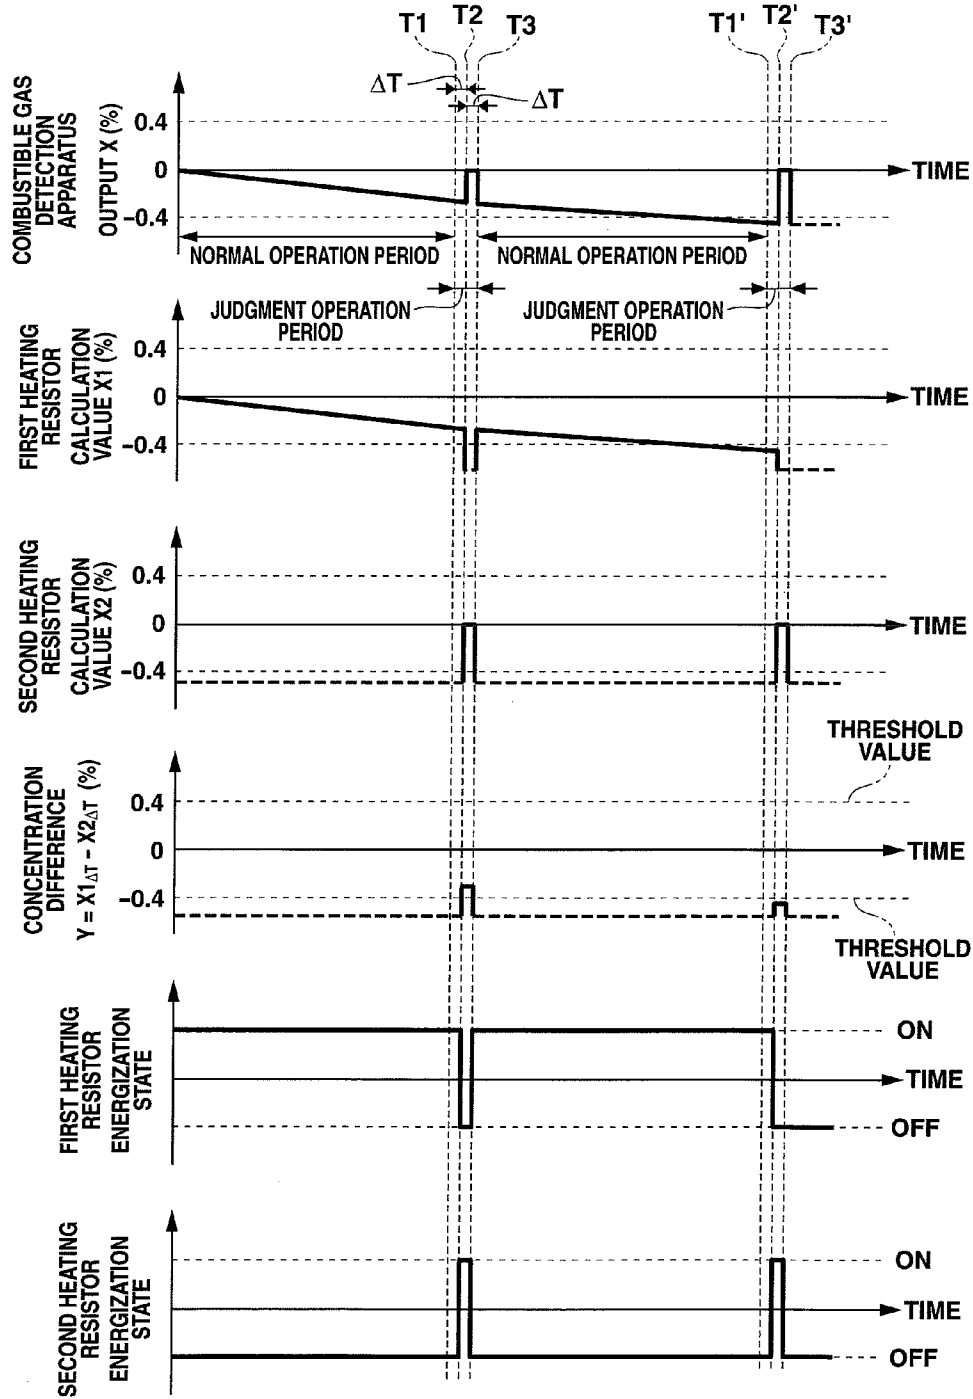 T1 T2 T3 T1' T2' T3'
ΔT
ΔT
COMBUSTIBLE GAS
DETECTION
APPARATUS
OUTPUT X (%)
0.4
0
−0.4
TIME
NORMAL OPERATION PERIOD
NORMAL OPERATION PERIOD
JUDGMENT OPERATION
PERIOD
JUDGMENT OPERATION
PERIOD
FIRST HEATING
RESISTOR
CALCULATION
VALUE X1 (%)
0.4
0
−0.4
TIME
SECOND HEATING
RESISTOR
CALCULATION
VALUE X2 (%)
0.4
0
−0.4
TIME
THRESHOLD
VALUE
CONCENTRATION
DIFFERENCE
Y = X1ΔT − X2ΔT (%)
0.4
0
−0.4
TIME
THRESHOLD
VALUE
FIRST HEATING
RESISTOR
ENERGIZATION
STATE
ON
TIME
OFF
SECOND HEATING
RESISTOR
ENERGIZATION
STATE
ON
TIME
OFF